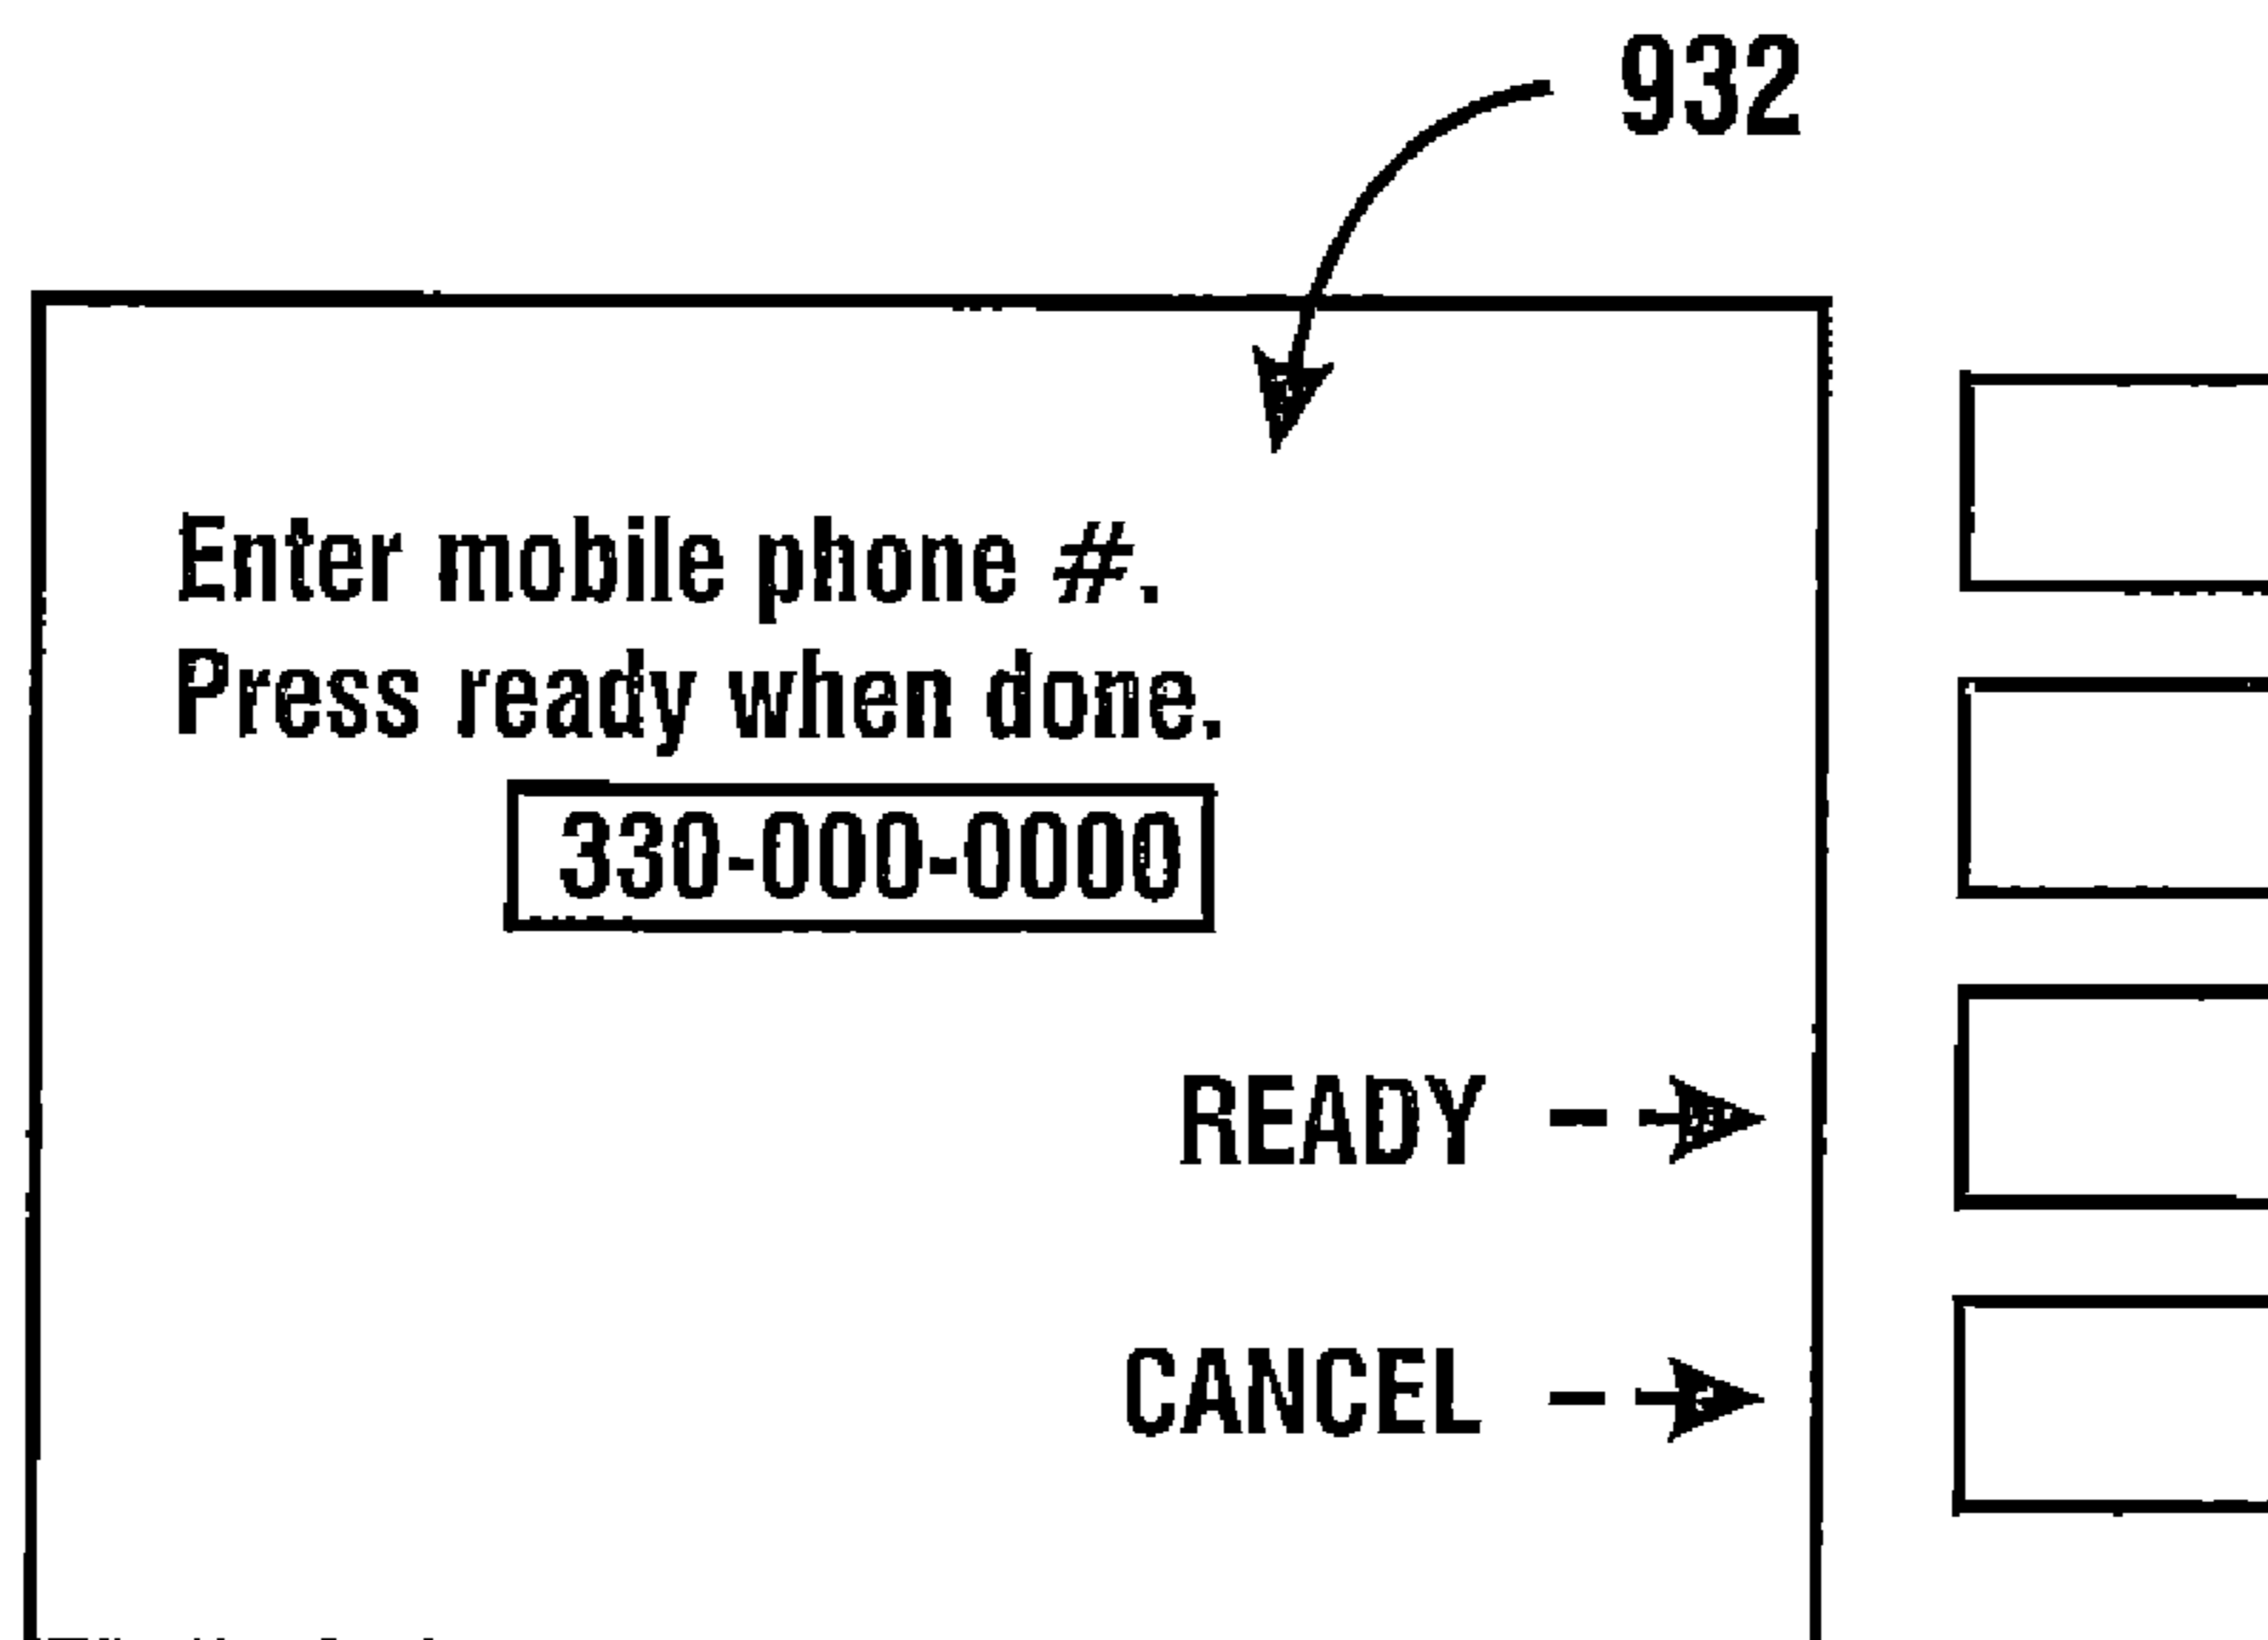 932
Enter mobile phone #.
Press ready when done.
330-000-0000
READY
CANCEL